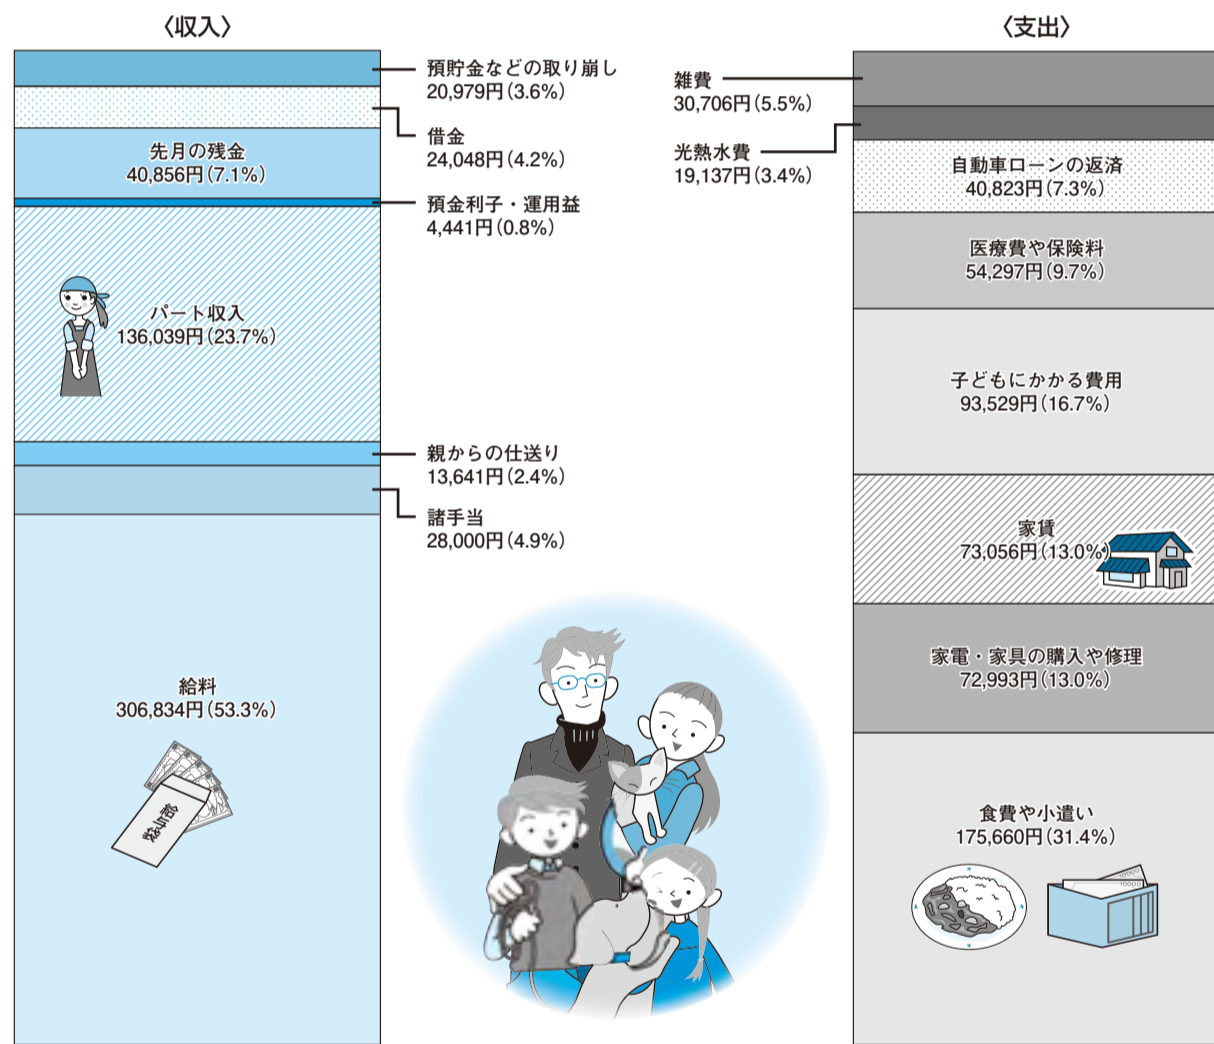 〈収入〉
預貯金などの取り崩し
20,979円(3.6%)
借金
24,048円(4.2%)
先月の残金
40,856円(7.1%)
預金利子・運用益
4,441円(0.8%)
パート収入
136,039円(23.7%)
親からの仕送り
13,641円(2.4%)
諸手当
28,000円(4.9%)
給料
306,834円(53.3%)
〈支出〉
雑費
30,706円(5.5%)
光熱水費
19,137円(3.4%)
自動車ローンの返済
40,823円(7.3%)
医療費や保険料
54,297円(9.7%)
子どもにかかる費用
93,529円(16.7%)
家賃
73,056円(13.0%)
家電・家具の購入や修理
72,993円(13.0%)
食費や小遣い
175,660円(31.4%)